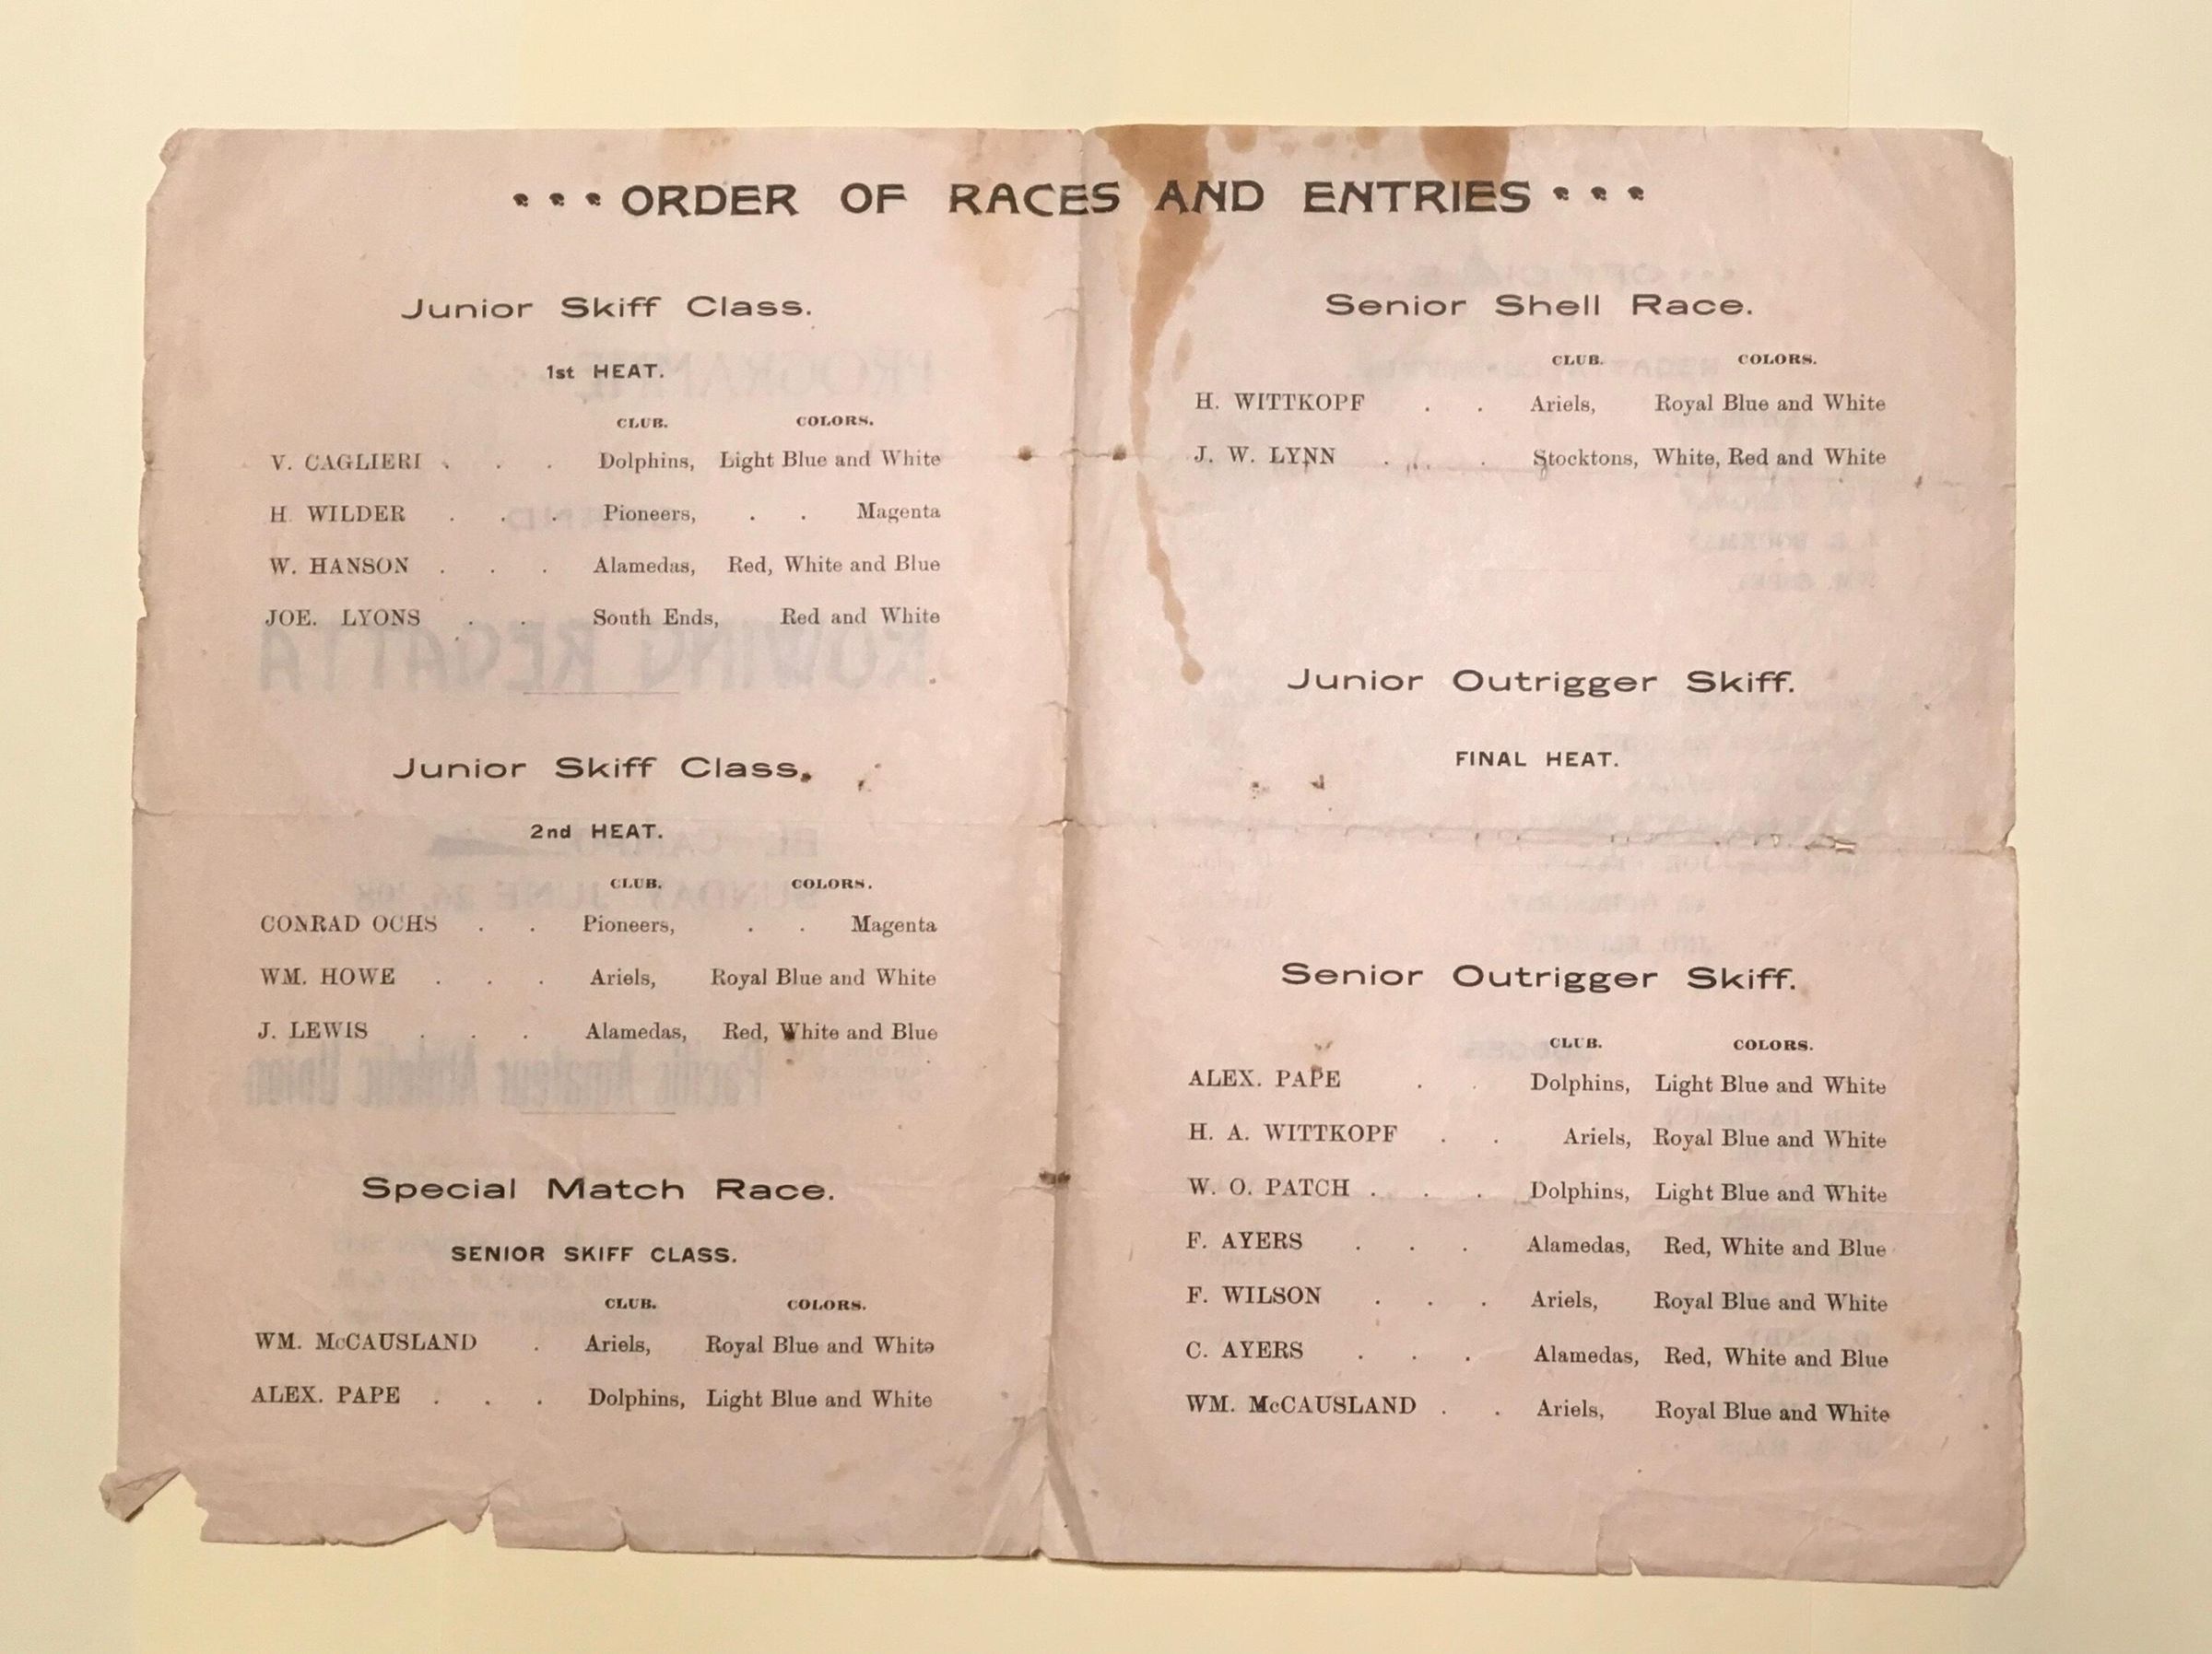 • • • ORDER OF RACES AND ENTRIES • • •
Junior Skiff Class.
1st HEAT.
CLUB. COLORS.
V. CAGLIERI . . . Dolphins, Light Blue and White
H. WILDER . . . Pioneers, . . Magenta
W. HANSON . . . Alamedas, Red, White and Blue
JOE. LYONS . . South Ends, Red and White
Junior Skiff Class.
2nd HEAT.
CLUB. COLORS.
CONRAD OCHS . . Pioneers, . . Magenta
WM. HOWE . . . Ariels, Royal Blue and White
J. LEWIS . . . Alamedas, Red, White and Blue
Special Match Race.
SENIOR SKIFF CLASS.
CLUB. COLORS.
WM. McCAUSLAND . Ariels, Royal Blue and White
ALEX. PAPE . . . Dolphins, Light Blue and White
Senior Shell Race.
CLUB. COLORS.
H. WITTKOPF . . Ariels, Royal Blue and White
J. W. LYNN . . . Stocktons, White, Red and White
Junior Outrigger Skiff.
FINAL HEAT.
Senior Outrigger Skiff.
CLUB. COLORS.
ALEX. PAPE . . Dolphins, Light Blue and White
H. A. WITTKOPF . . Ariels, Royal Blue and White
W. O. PATCH . . . Dolphins, Light Blue and White
F. AYERS . . . Alamedas, Red, White and Blue
F. WILSON . . . Ariels, Royal Blue and White
C. AYERS . . . Alamedas, Red, White and Blue
WM. McCAUSLAND . . Ariels, Royal Blue and White